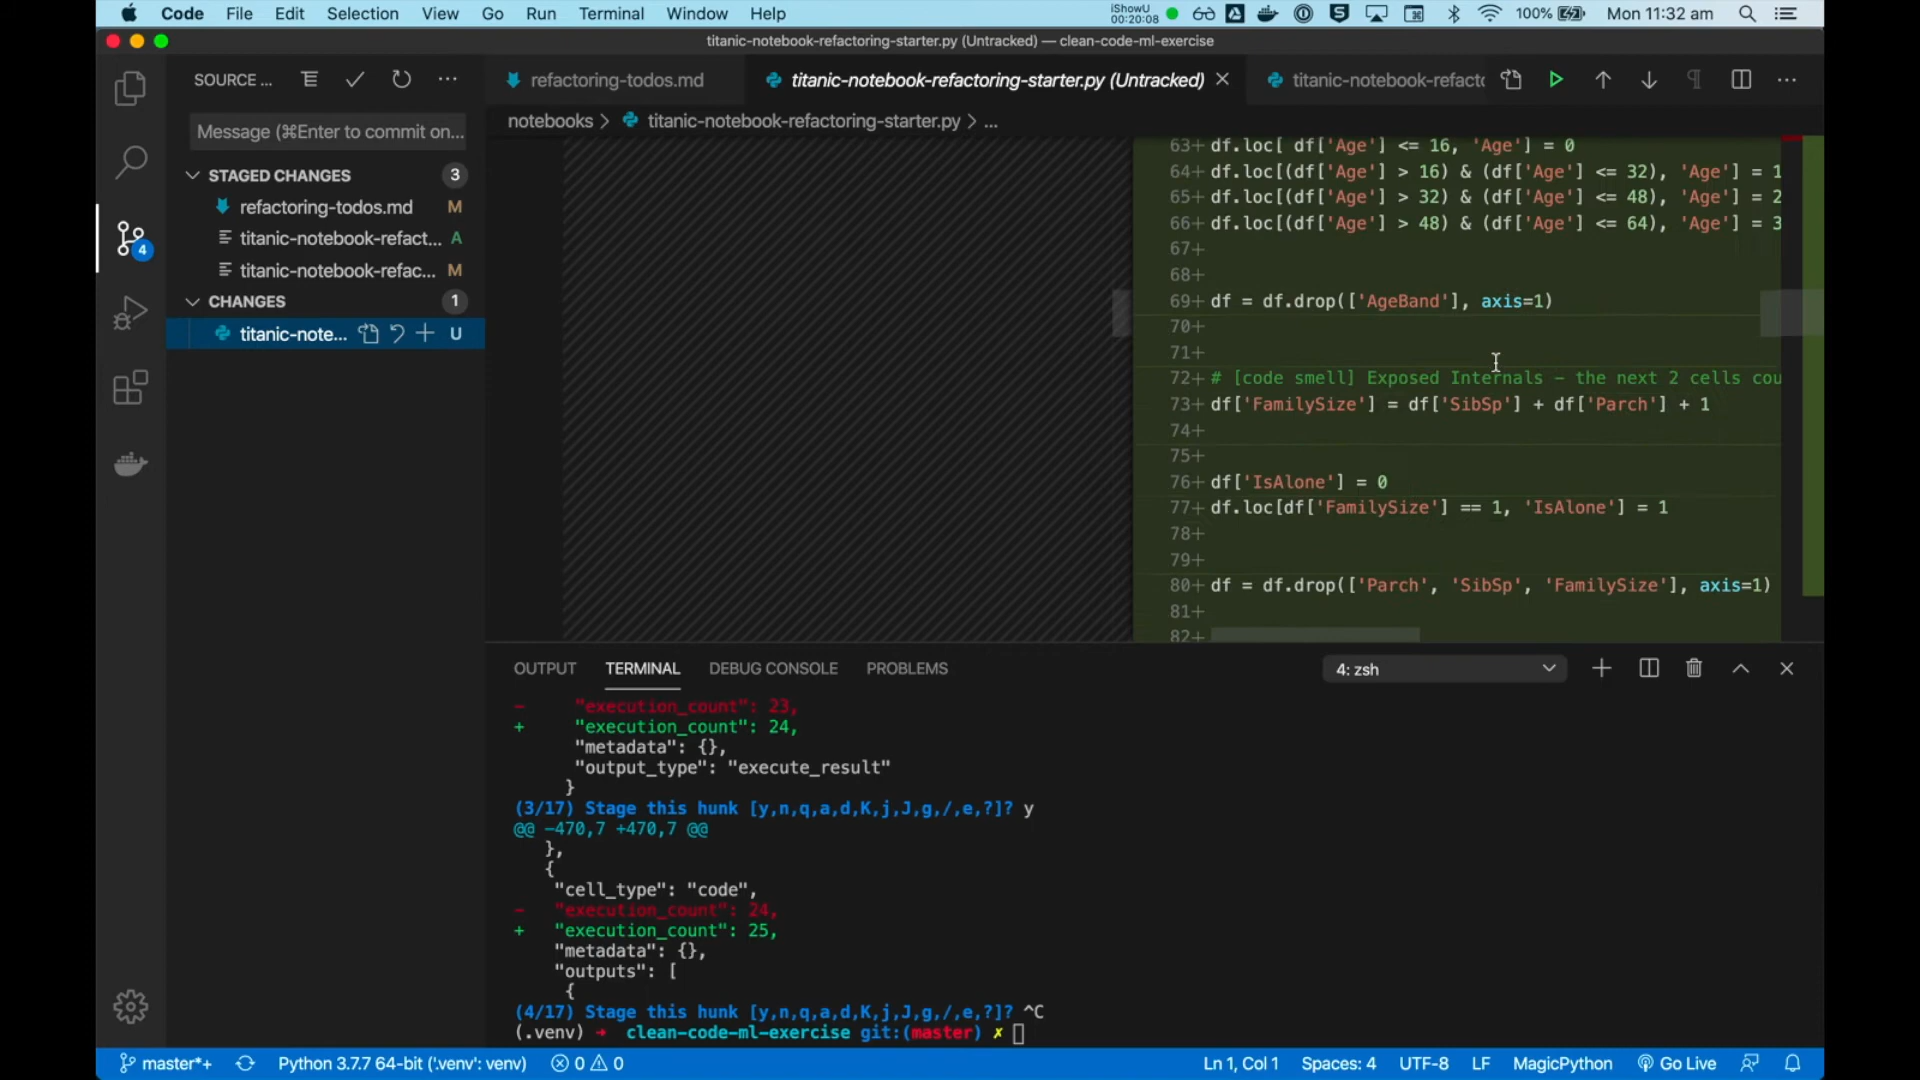 Code File Edit Selection View Go Run Terminal Window Help iShowU 00:20:08 100% Mon 11:32 am
titanic-notebook-refactoring-starter.py (Untracked) — clean-code-ml-exercise
SOURCE ...
refactoring-todos.md
titanic-notebook-refactoring-starter.py (Untracked)
titanic-notebook-refacto
notebooks > titanic-notebook-refactoring-starter.py > ...
Message (⌘Enter to commit on...
STAGED CHANGES 3
refactoring-todos.md M
titanic-notebook-refact... A
titanic-notebook-refac... M
CHANGES 1
titanic-note... U
4
63+ df.loc[ df['Age'] <= 16, 'Age'] = 0
64+ df.loc[(df['Age'] > 16) & (df['Age'] <= 32), 'Age'] = 1
65+ df.loc[(df['Age'] > 32) & (df['Age'] <= 48), 'Age'] = 2
66+ df.loc[(df['Age'] > 48) & (df['Age'] <= 64), 'Age'] = 3
67+
68+
69+ df = df.drop(['AgeBand'], axis=1)
70+
71+
72+ # [code smell] Exposed Internals – the next 2 cells cou
73+ df['FamilySize'] = df['SibSp'] + df['Parch'] + 1
74+
75+
76+ df['IsAlone'] = 0
77+ df.loc[df['FamilySize'] == 1, 'IsAlone'] = 1
78+
79+
80+ df = df.drop(['Parch', 'SibSp', 'FamilySize'], axis=1)
81+
82+
OUTPUT TERMINAL DEBUG CONSOLE PROBLEMS 4: zsh
- "execution_count": 23,
+ "execution_count": 24,
"metadata": {},
"output_type": "execute_result"
}
(3/17) Stage this hunk [y,n,q,a,d,K,j,J,g,/,e,?]? y
@@ -470,7 +470,7 @@
},
{
"cell_type": "code",
- "execution_count": 24,
+ "execution_count": 25,
"metadata": {},
"outputs": [
{
(4/17) Stage this hunk [y,n,q,a,d,K,j,J,g,/,e,?]? ^C
(.venv) → clean-code-ml-exercise git:(master) ✗
master*+ Python 3.7.7 64-bit ('.venv': venv) 0 0 Ln 1, Col 1 Spaces: 4 UTF-8 LF MagicPython Go Live